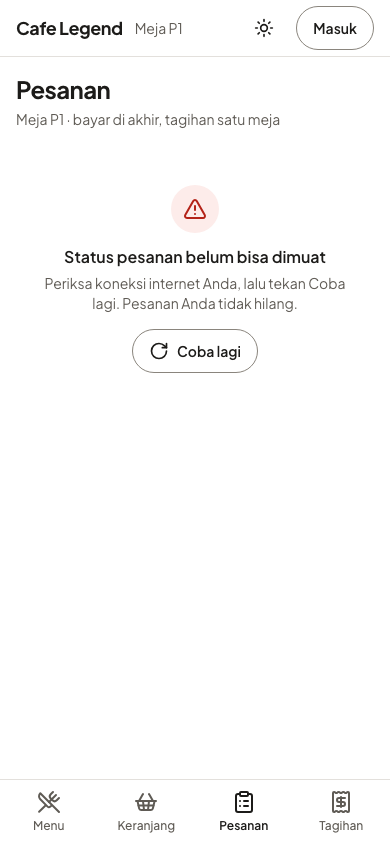 Cafe Legend Meja P1 Masuk
Pesanan
Meja P1 · bayar di akhir, tagihan satu meja
Status pesanan belum bisa dimuat
Periksa koneksi internet Anda, lalu tekan Coba
lagi. Pesanan Anda tidak hilang.
Coba lagi
Menu Keranjang Pesanan Tagihan